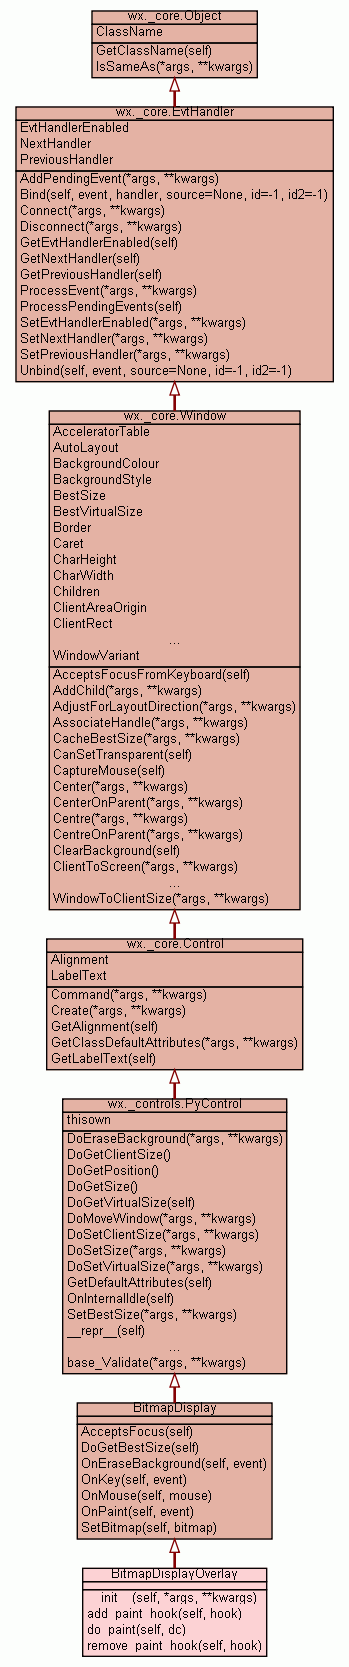 wx._core.Object
ClassName
GetClassName(self)
IsSameAs(*args, **kwargs)
wx._core.EvtHandler
EvtHandlerEnabled
NextHandler
PreviousHandler
AddPendingEvent(*args, **kwargs)
Bind(self, event, handler, source=None, id=-1, id2=-1)
Connect(*args, **kwargs)
Disconnect(*args, **kwargs)
GetEvtHandlerEnabled(self)
GetNextHandler(self)
GetPreviousHandler(self)
ProcessEvent(*args, **kwargs)
ProcessPendingEvents(self)
SetEvtHandlerEnabled(*args, **kwargs)
SetNextHandler(*args, **kwargs)
SetPreviousHandler(*args, **kwargs)
Unbind(self, event, source=None, id=-1, id2=-1)
wx._core.Window
AcceleratorTable
AutoLayout
BackgroundColour
BackgroundStyle
BestSize
BestVirtualSize
Border
Caret
CharHeight
CharWidth
Children
ClientAreaOrigin
ClientRect
...
WindowVariant
AcceptsFocusFromKeyboard(self)
AddChild(*args, **kwargs)
AdjustForLayoutDirection(*args, **kwargs)
AssociateHandle(*args, **kwargs)
CacheBestSize(*args, **kwargs)
CanSetTransparent(self)
CaptureMouse(self)
Center(*args, **kwargs)
CenterOnParent(*args, **kwargs)
Centre(*args, **kwargs)
CentreOnParent(*args, **kwargs)
ClearBackground(self)
ClientToScreen(*args, **kwargs)
...
WindowToClientSize(*args, **kwargs)
wx._core.Control
Alignment
LabelText
Command(*args, **kwargs)
Create(*args, **kwargs)
GetAlignment(self)
GetClassDefaultAttributes(*args, **kwargs)
GetLabelText(self)
wx._controls.PyControl
thisown
DoEraseBackground(*args, **kwargs)
DoGetClientSize()
DoGetPosition()
DoGetSize()
DoGetVirtualSize(self)
DoMoveWindow(*args, **kwargs)
DoSetClientSize(*args, **kwargs)
DoSetSize(*args, **kwargs)
DoSetVirtualSize(*args, **kwargs)
GetDefaultAttributes(self)
OnInternalIdle(self)
SetBestSize(*args, **kwargs)
__repr__(self)
...
base_Validate(*args, **kwargs)
BitmapDisplay
AcceptsFocus(self)
DoGetBestSize(self)
OnEraseBackground(self, event)
OnKey(self, event)
OnMouse(self, mouse)
OnPaint(self, event)
SetBitmap(self, bitmap)
BitmapDisplayOverlay
__init__(self, *args, **kwargs)
add_paint_hook(self, hook)
do_paint(self, dc)
remove_paint_hook(self, hook)